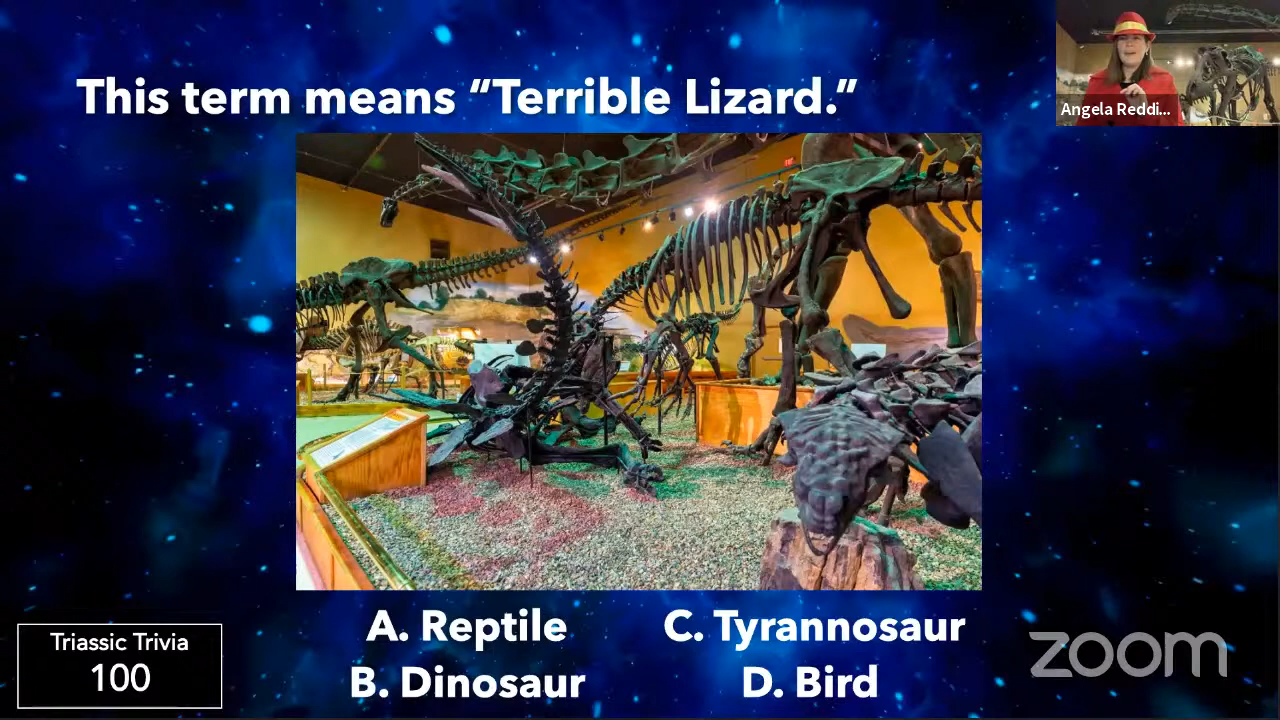 This term means “Terrible Lizard.”
Angela Reddi...
A. Reptile
C. Tyrannosaur
B. Dinosaur
D. Bird
Triassic Trivia
100
zoom